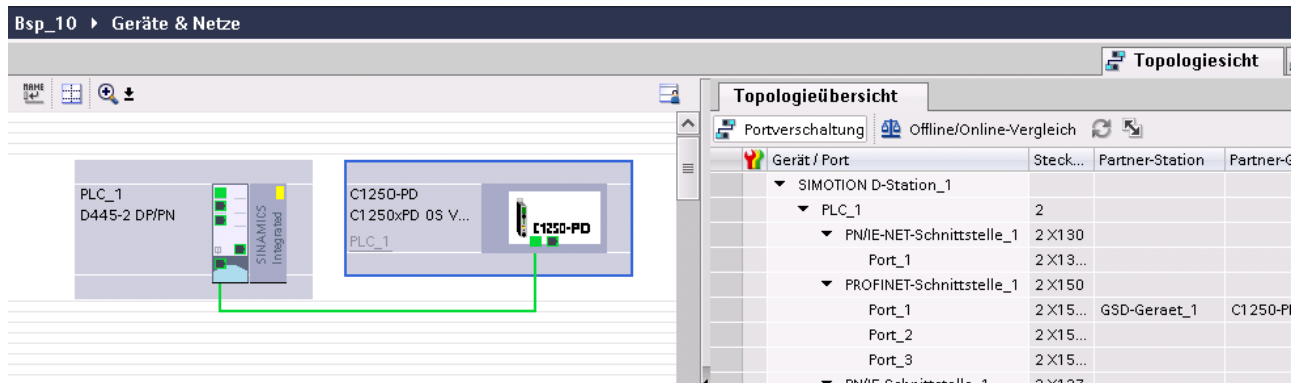 Bsp_10 ▸ Geräte & Netze
Topologiesicht
NAME
Topologieübersicht
Portverschaltung Offline/Online-Vergleich
Gerät / Port Steck... Partner-Station
SIMOTION D-Station_1
PLC_1 2
PN/IE-NET-Schnittstelle_1 2 X130
Port_1 2 X13...
PROFINET-Schnittstelle_1 2 X150
Port_1 2 X15... GSD-Geraet_1 C1250-P
Port_2 2 X15...
Port_3 2 X15...
PLC_1
D445-2 DP/PN
SINAMICS
Integrated
C1250-PD
C1250xPD 0S V...
PLC_1
C1250-PD